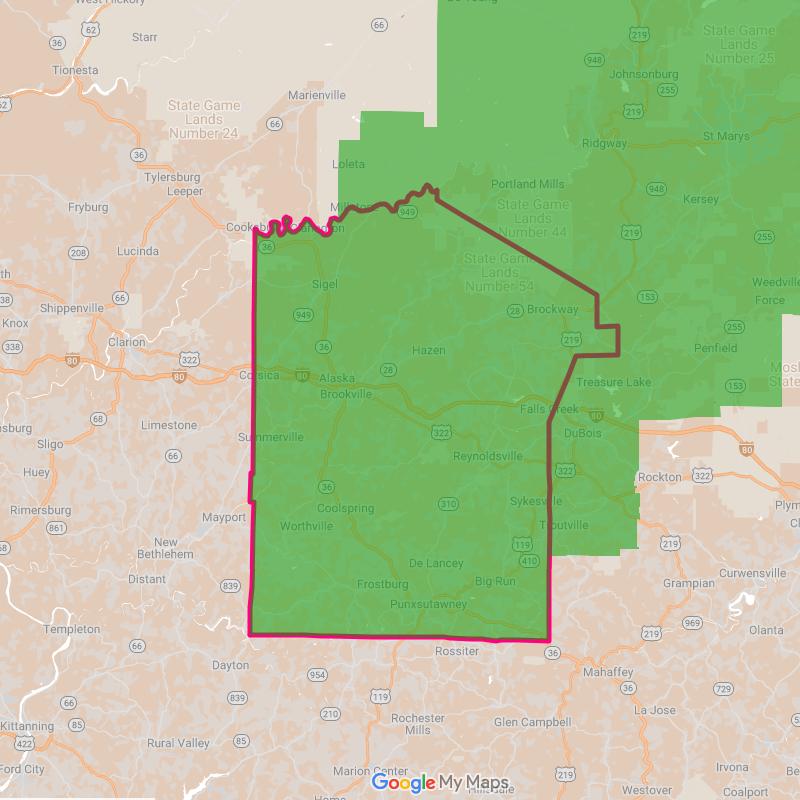 West Hickory
De Young
66
62
36
Starr
219
State Game
Lands
Number 25
948
Tionesta
Johnsonburg
255
62
Marienville
State Game
Lands
Number 24
66
219
St Marys
36
Ridgway
Loleta
Tylersburg
Leeper
Portland Mills
948
Kersey
Fryburg
949
State Game
Lands
Number 44
219
255
36
Lucinda
208
State Game
Lands
Number 54
Sigel
Weedville
Force
38
66
153
Shippenville
28
Brockway
949
Knox
255
338
Clarion
36
219
Penfield
322
80
Hazen
28
80
Corsica
80
Alaska
Brookville
Treasure Lake
153
68
Falls Creek
80
Limestone
DuBois
Sligo
Summerville
322
66
Reynoldsville
80
Huey
322
Rockton
322
36
Rimersburg
310
Sykesville
Coolspring
Mayport
861
Worthville
Troutville
68
New
Bethlehem
119
219
410
De Lancey
Distant
839
Frostburg
Big Run
Grampian
Curwensville
Punxsutawney
Templeton
969
Olanta
219
66
Rossiter
36
Dayton
Mahaffey
954
36
66
839
119
729
210
La Jose
Kittanning
85
Rochester
Mills
Glen Campbell
422
Rural Valley
85
Ford City
Marion Center
219
Irvona
Google My Maps
Westover
Coalport